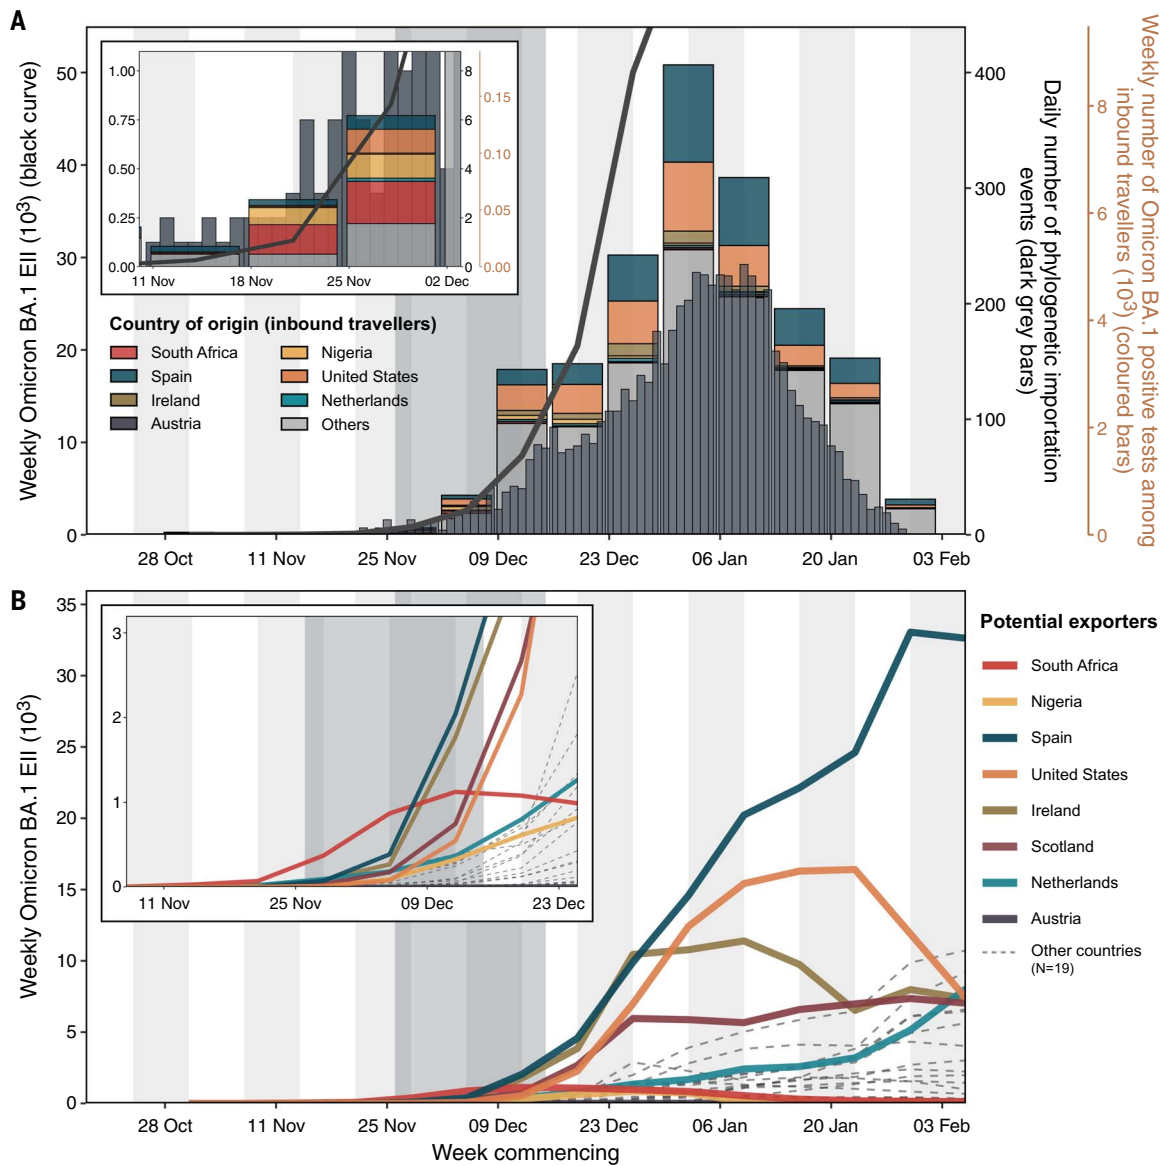 A
Weekly Omicron BA.1 EII (10³) (black curve)
50
40
30
20
10
0
1.00
0.75
0.50
0.25
0.00
8
6
4
2
0
0.15
0.10
0.05
0.00
11 Nov
18 Nov
25 Nov
02 Dec
Country of origin (inbound travellers)
South Africa
Spain
Ireland
Austria
Nigeria
United States
Netherlands
Others
400
300
200
100
0
Daily number of phylogenetic importation
events (dark grey bars)
8
6
4
2
0
Weekly number of Omicron BA.1 positive tests among
inbound travellers (10³) (coloured bars)
28 Oct
11 Nov
25 Nov
09 Dec
23 Dec
06 Jan
20 Jan
03 Feb
B
Weekly Omicron BA.1 EII (10³)
35
30
25
20
15
10
5
0
3
2
1
0
11 Nov
25 Nov
09 Dec
23 Dec
28 Oct
11 Nov
25 Nov
09 Dec
23 Dec
06 Jan
20 Jan
03 Feb
Week commencing
Potential exporters
South Africa
Nigeria
Spain
United States
Ireland
Scotland
Netherlands
Austria
Other countries
(N=19)